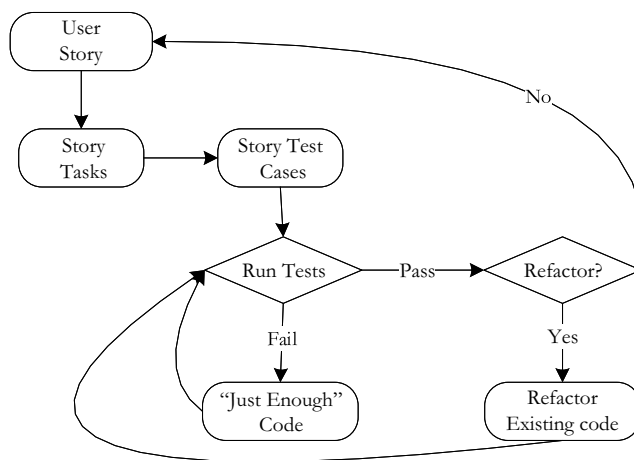 User
Story
No
Story
Tasks
Story Test
Cases
Run Tests
Pass
Refactor?
Fail
Yes
“Just Enough”
Code
Refactor
Existing code